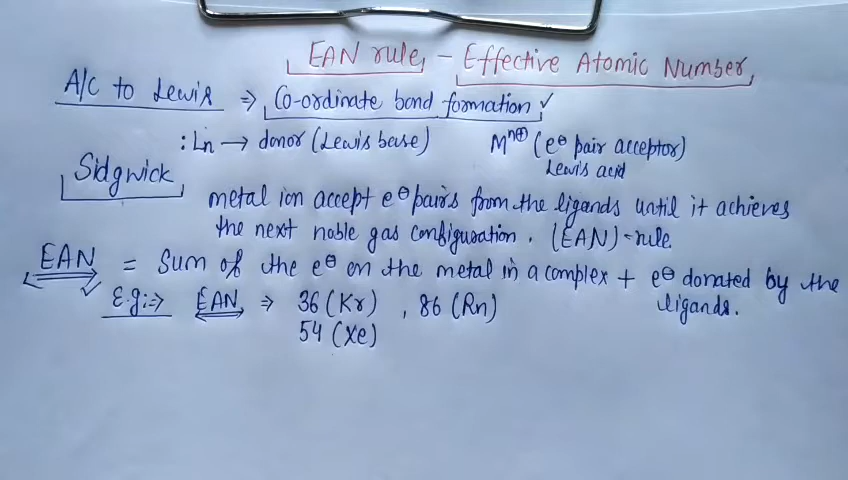 EAN rule, - Effective Atomic Number,
A/C to Lewis ⇒ Co-ordinate bond formation ✓
:Ln → donor (Lewis base) Mⁿ⊕ (e⊖ pair acceptor)
Lewis acid
Sidgwick,
metal ion accept e⊖ pairs from the ligands until it achieves
the next noble gas configuration. (EAN)-rule
EAN = Sum of the e⊖ on the metal in a complex + e⊖ donated by the
ligands.
E.g:⇒ EAN ⇒ 36 (Kr) , 86 (Rn)
54 (Xe)